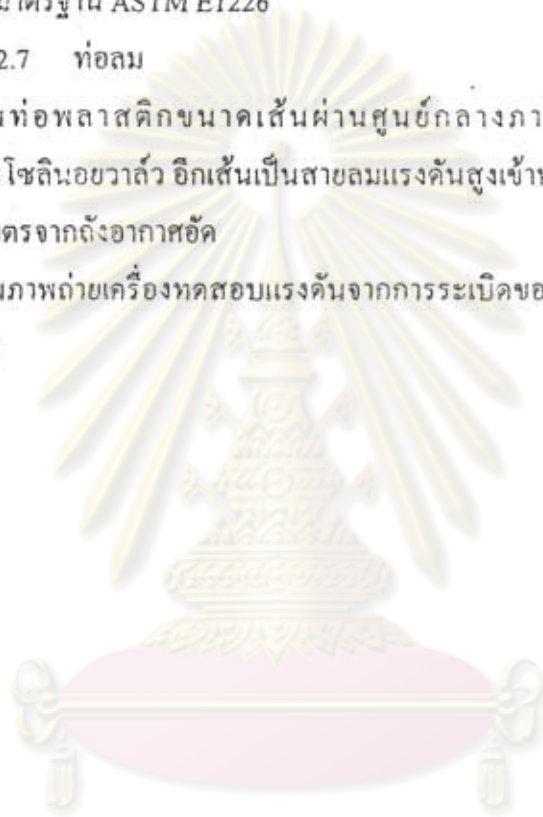 มาตรฐาน ASTM E1226
2.7 ท่อลม
นท่อพลาสติกขนาดเส้นผ่านศูนย์กลางภา
โซลินอยวาล์ว อีกเส้นเป็นสายลมแรงดันสูงเข้าท
ตรจากถังอากาศอัด
นภาพถ่ายเครื่องทดสอบแรงดันจากการระเบิดขอ